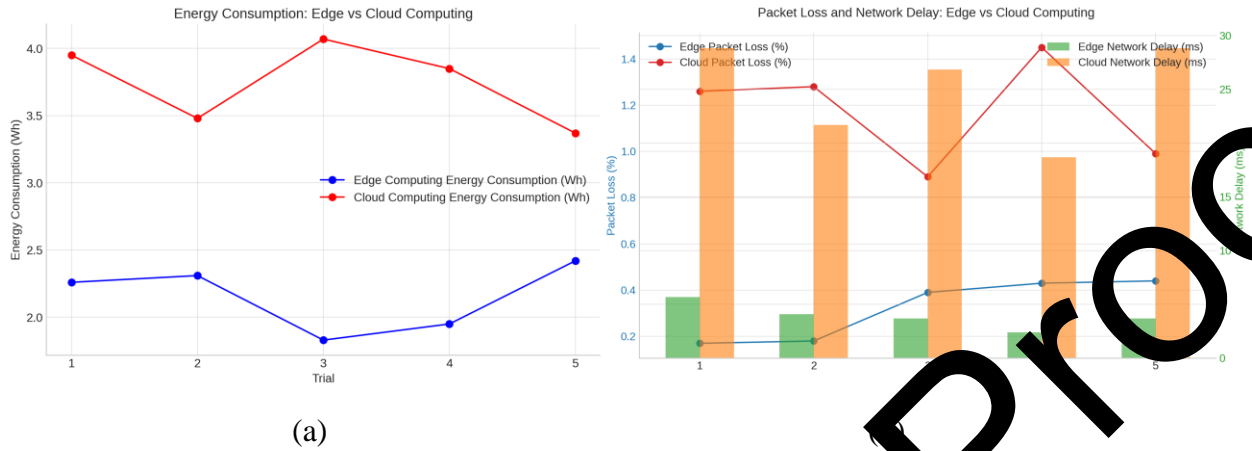 Energy Consumption: Edge vs Cloud Computing
4.0
3.5
3.0
2.5
2.0
Energy Consumption (Wh)
Edge Computing Energy Consumption (Wh)
Cloud Computing Energy Consumption (Wh)
1 2 3 4 5
Trial
(a)
Packet Loss and Network Delay: Edge vs Cloud Computing
Edge Packet Loss (%)
Cloud Packet Loss (%)
Edge Network Delay (ms)
Cloud Network Delay (ms)
1.4
1.2
1.0
0.8
0.6
0.4
0.2
Packet Loss (%)
30
25
15
10
0
Delay (ms)
1 2 5
Proo